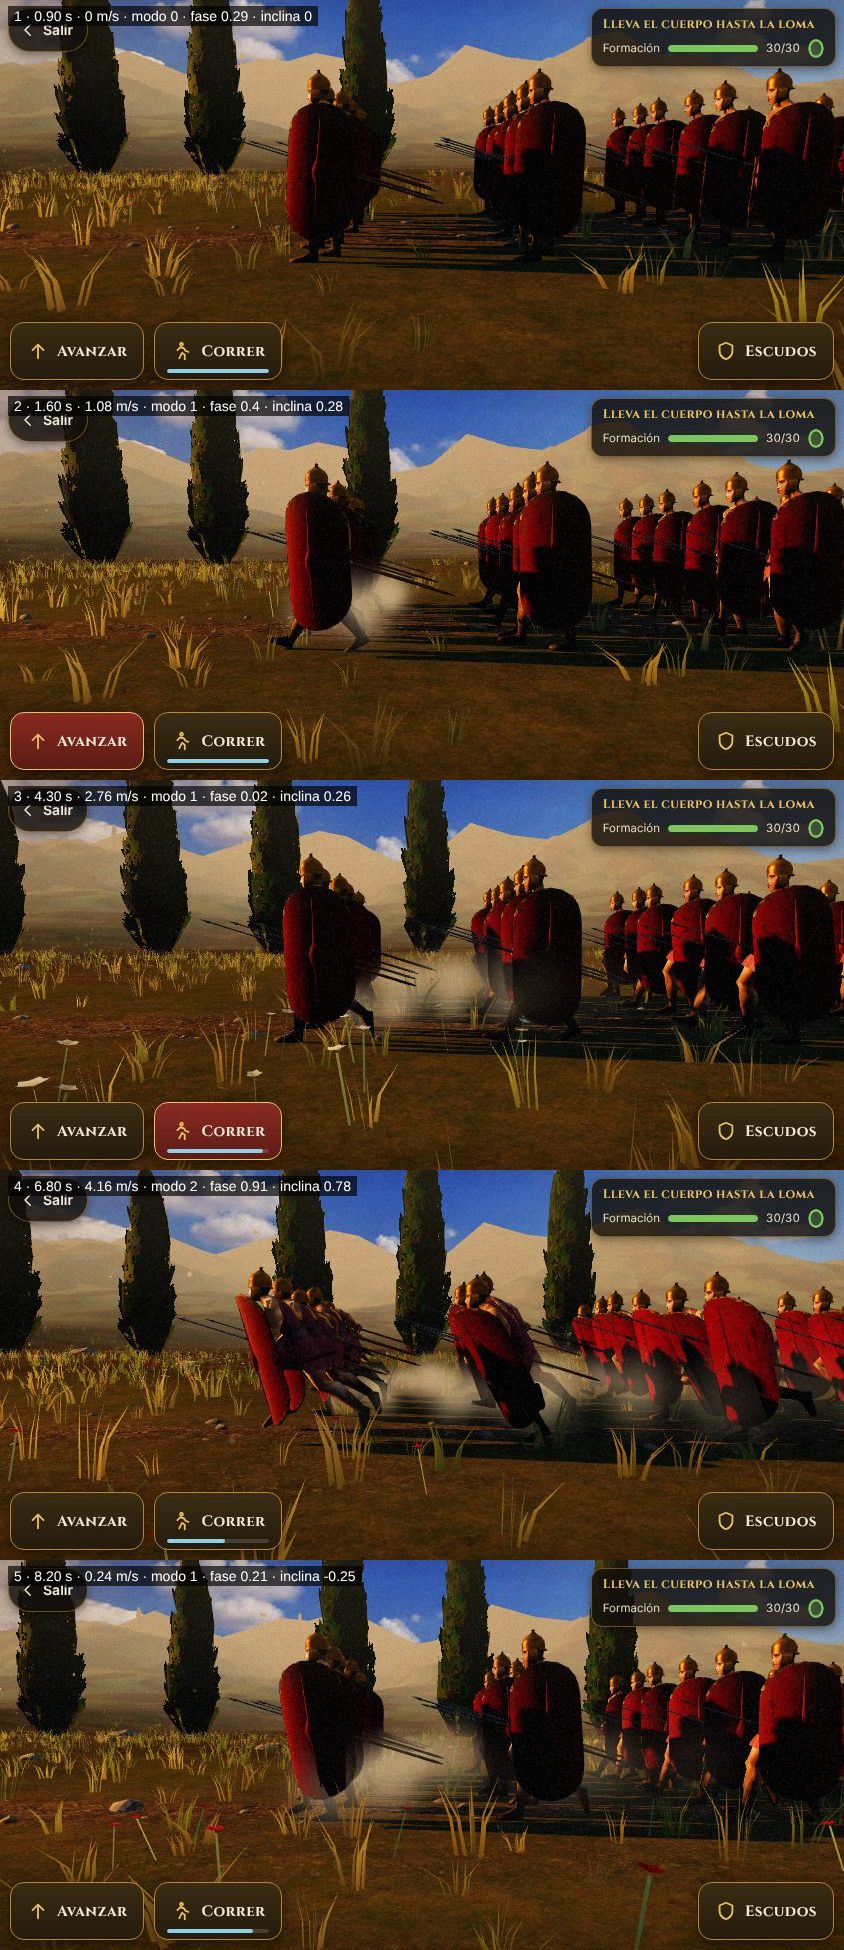 1 · 0.90 s · 0 m/s · modo 0 · fase 0.29 · inclina 0
Salir
Lleva el cuerpo hasta la loma
Formación 30/30
Avanzar
Correr
Escudos
2 · 1.60 s · 1.08 m/s · modo 1 · fase 0.4 · inclina 0.28
Salir
Lleva el cuerpo hasta la loma
Formación 30/30
Avanzar
Correr
Escudos
3 · 4.30 s · 2.76 m/s · modo 1 · fase 0.02 · inclina 0.26
Salir
Lleva el cuerpo hasta la loma
Formación 30/30
Avanzar
Correr
Escudos
4 · 6.80 s · 4.16 m/s · modo 2 · fase 0.91 · inclina 0.78
Salir
Lleva el cuerpo hasta la loma
Formación 30/30
Avanzar
Correr
Escudos
5 · 8.20 s · 0.24 m/s · modo 1 · fase 0.21 · inclina -0.25
Salir
Lleva el cuerpo hasta la loma
Formación 30/30
Avanzar
Correr
Escudos